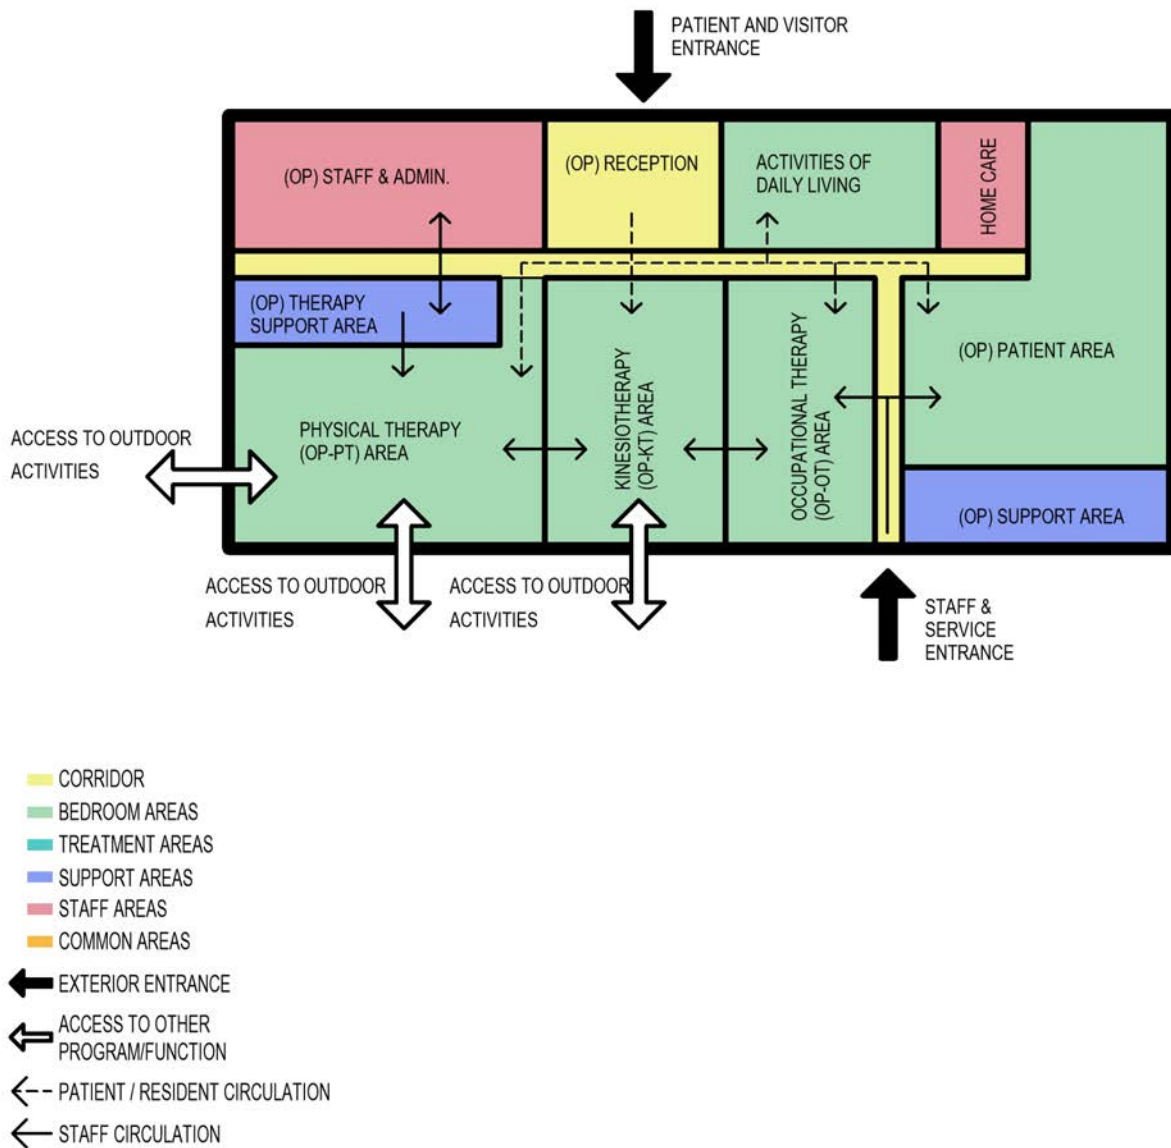 PATIENT AND VISITOR
ENTRANCE
(OP) STAFF & ADMIN.
(OP) RECEPTION
ACTIVITIES OF
DAILY LIVING
HOME CARE
(OP) THERAPY
SUPPORT AREA
(OP) PATIENT AREA
PHYSICAL THERAPY
(OP-PT) AREA
KINESIOTHERAPY
(OP-KT) AREA
OCCUPATIONAL THERAPY
(OP-OT) AREA
(OP) SUPPORT AREA
ACCESS TO OUTDOOR
ACTIVITIES
ACCESS TO OUTDOOR
ACTIVITIES
ACCESS TO OUTDOOR
ACTIVITIES
STAFF &
SERVICE
ENTRANCE
CORRIDOR
BEDROOM AREAS
TREATMENT AREAS
SUPPORT AREAS
STAFF AREAS
COMMON AREAS
EXTERIOR ENTRANCE
ACCESS TO OTHER
PROGRAM/FUNCTION
PATIENT / RESIDENT CIRCULATION
STAFF CIRCULATION